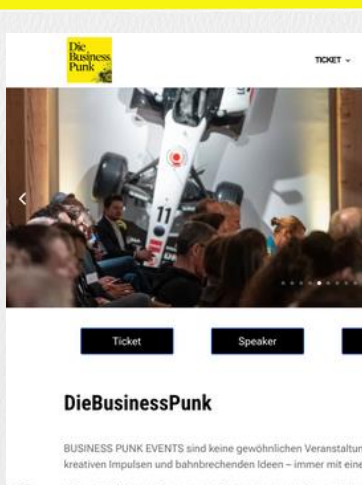 Die
Business
Punk
TICKET
11
Ticket
Speaker
DieBusinessPunk
BUSINESS PUNK EVENTS sind keine gewöhnlichen
kreativen Impulsen und bahnbrechenden Ideen – immer mit eine